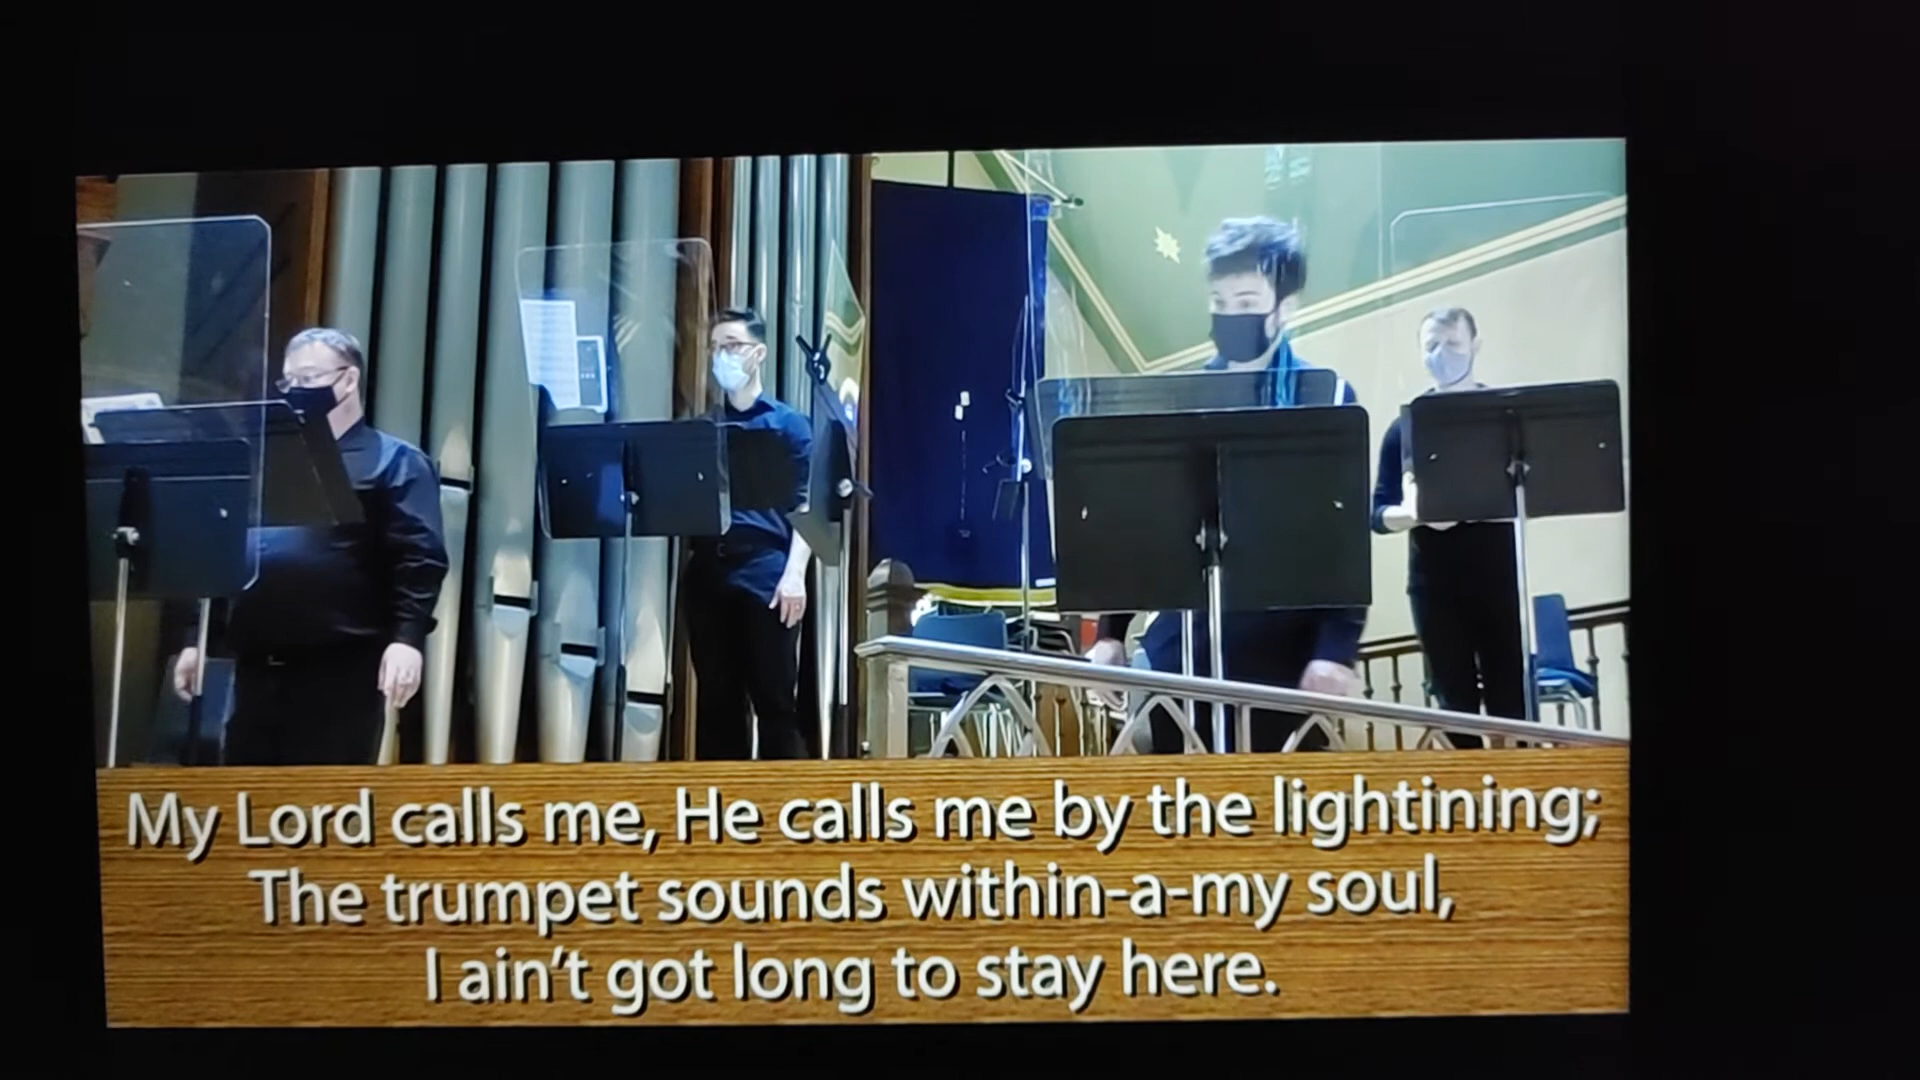 My Lord calls me, He calls me by the lightining;
The trumpet sounds within-a-my soul,
I ain't got long to stay here.